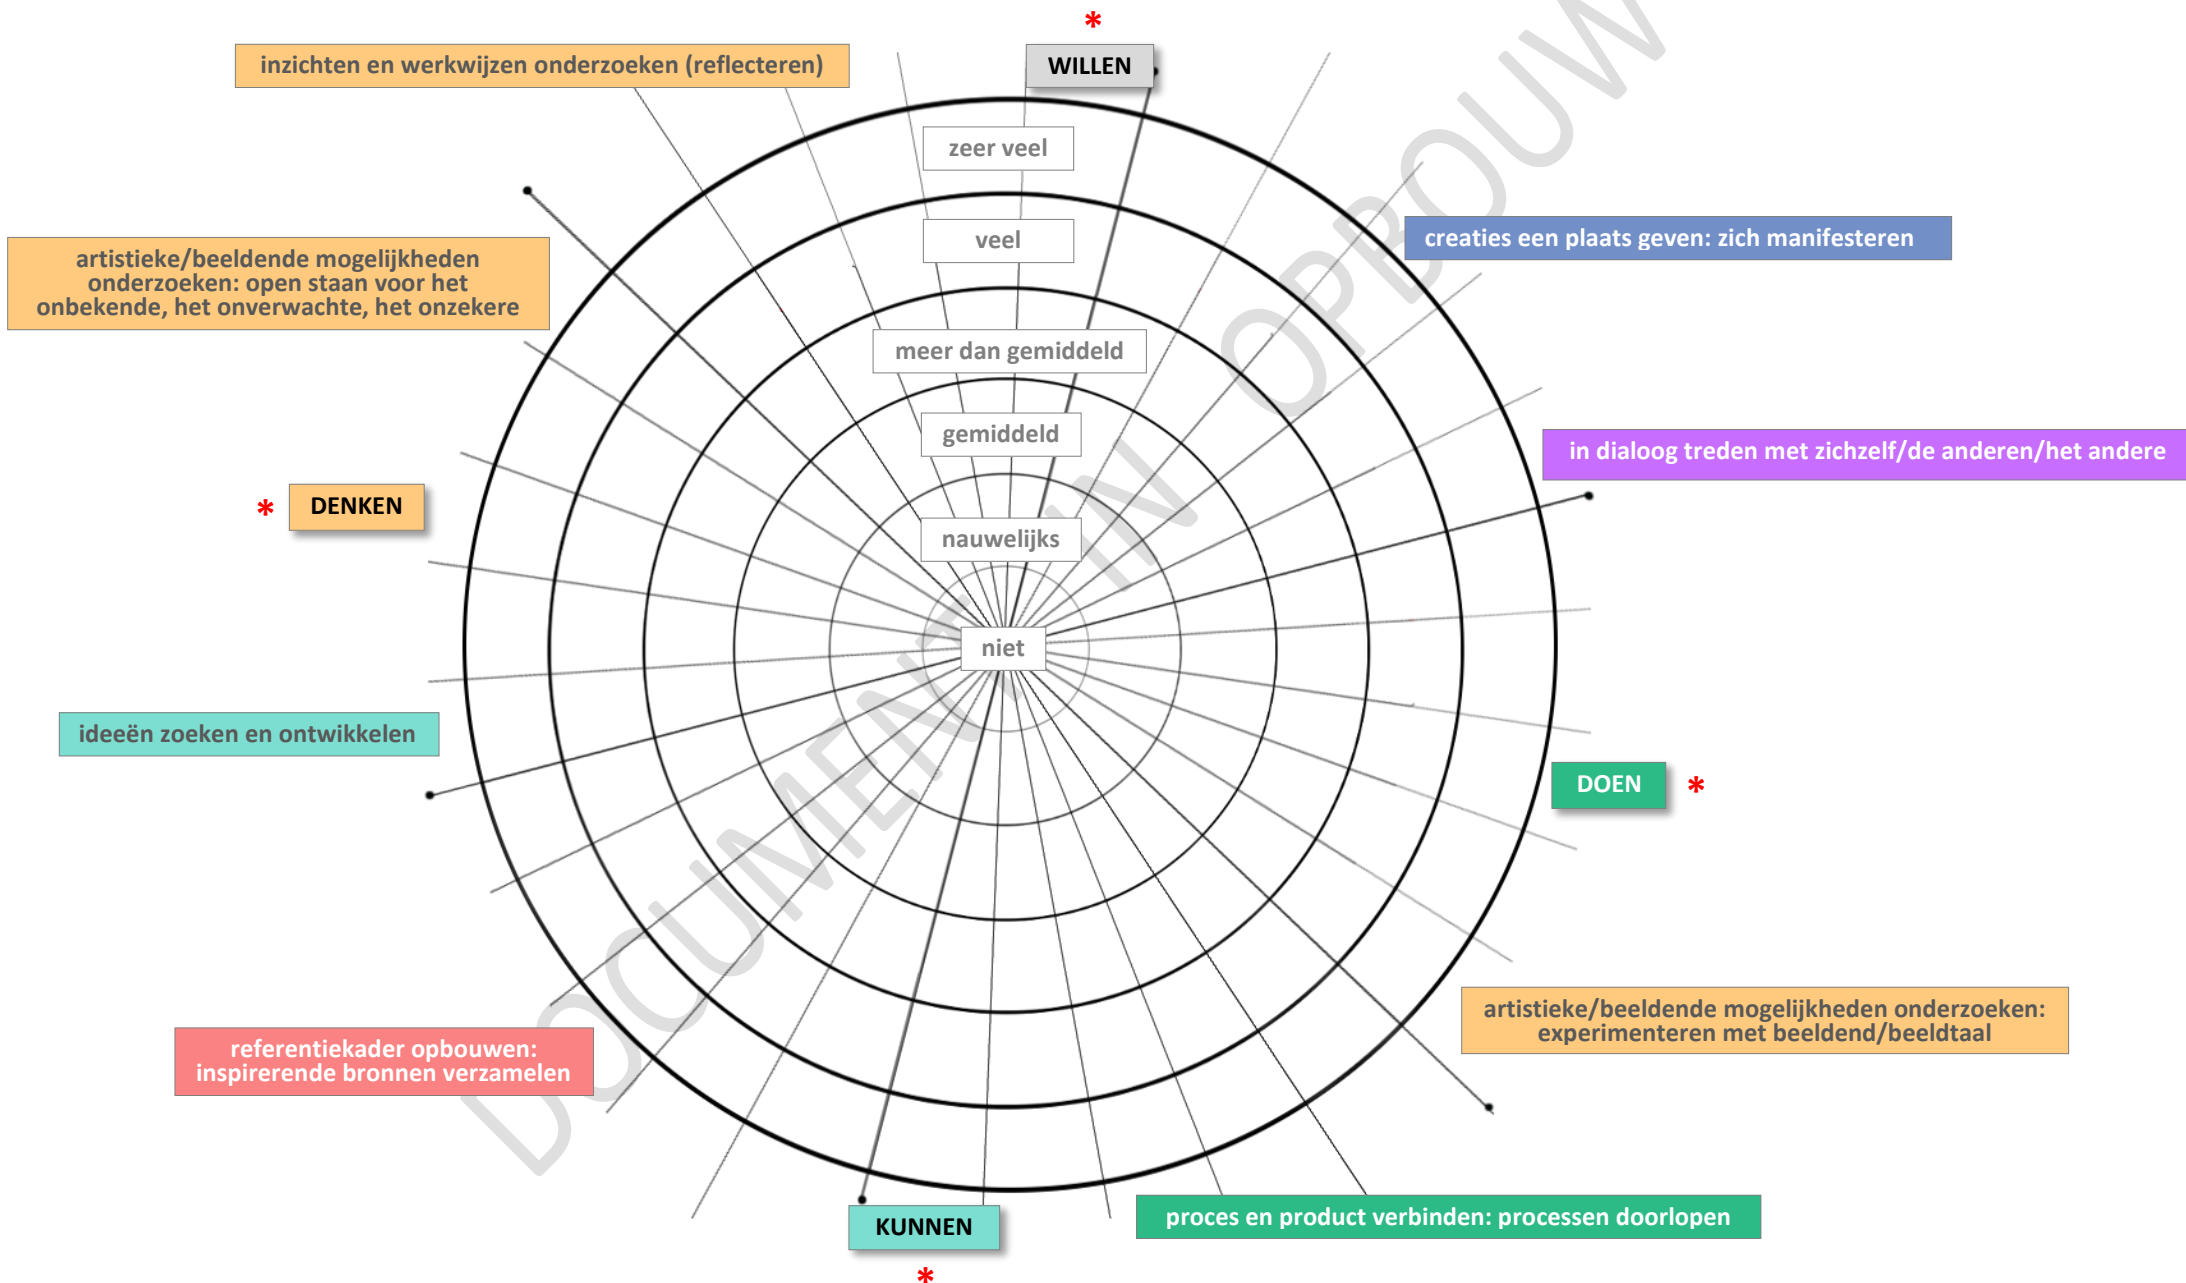 *
WILLEN
inzichten en werkwijzen onderzoeken (reflecteren)
zeer veel
veel
creaties een plaats geven: zich manifesteren
artistieke/beeldende mogelijkheden
onderzoeken: open staan voor het
onbekende, het onverwachte, het onzekere
meer dan gemiddeld
gemiddeld
in dialoog treden met zichzelf/de anderen/het andere
* DENKEN
nauwelijks
niet
ideeën zoeken en ontwikkelen
DOEN *
artistieke/beeldende mogelijkheden onderzoeken:
experimenteren met beeldend/beeldtaal
referentiekader opbouwen:
inspirerende bronnen verzamelen
proces en product verbinden: processen doorlopen
KUNNEN
*
DOCUMENT IN OPBOUW